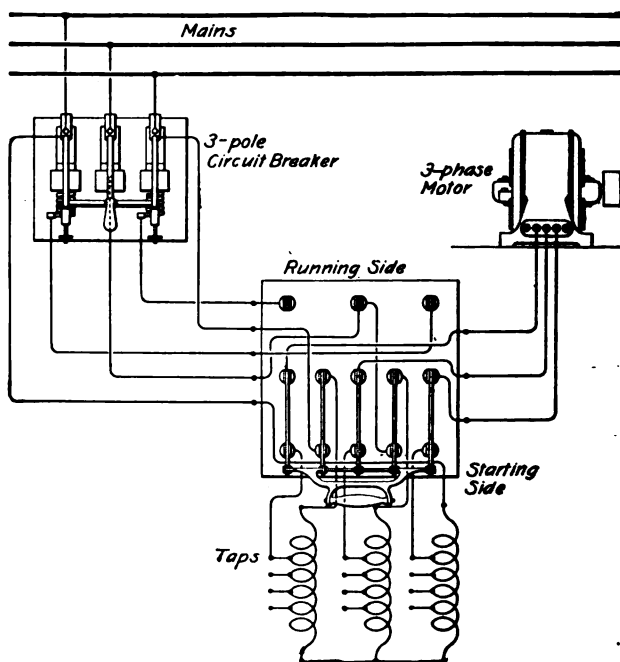 Mains
3-pole
Circuit Breaker
3-phase
Motor
Running Side
Starting
Side
Taps